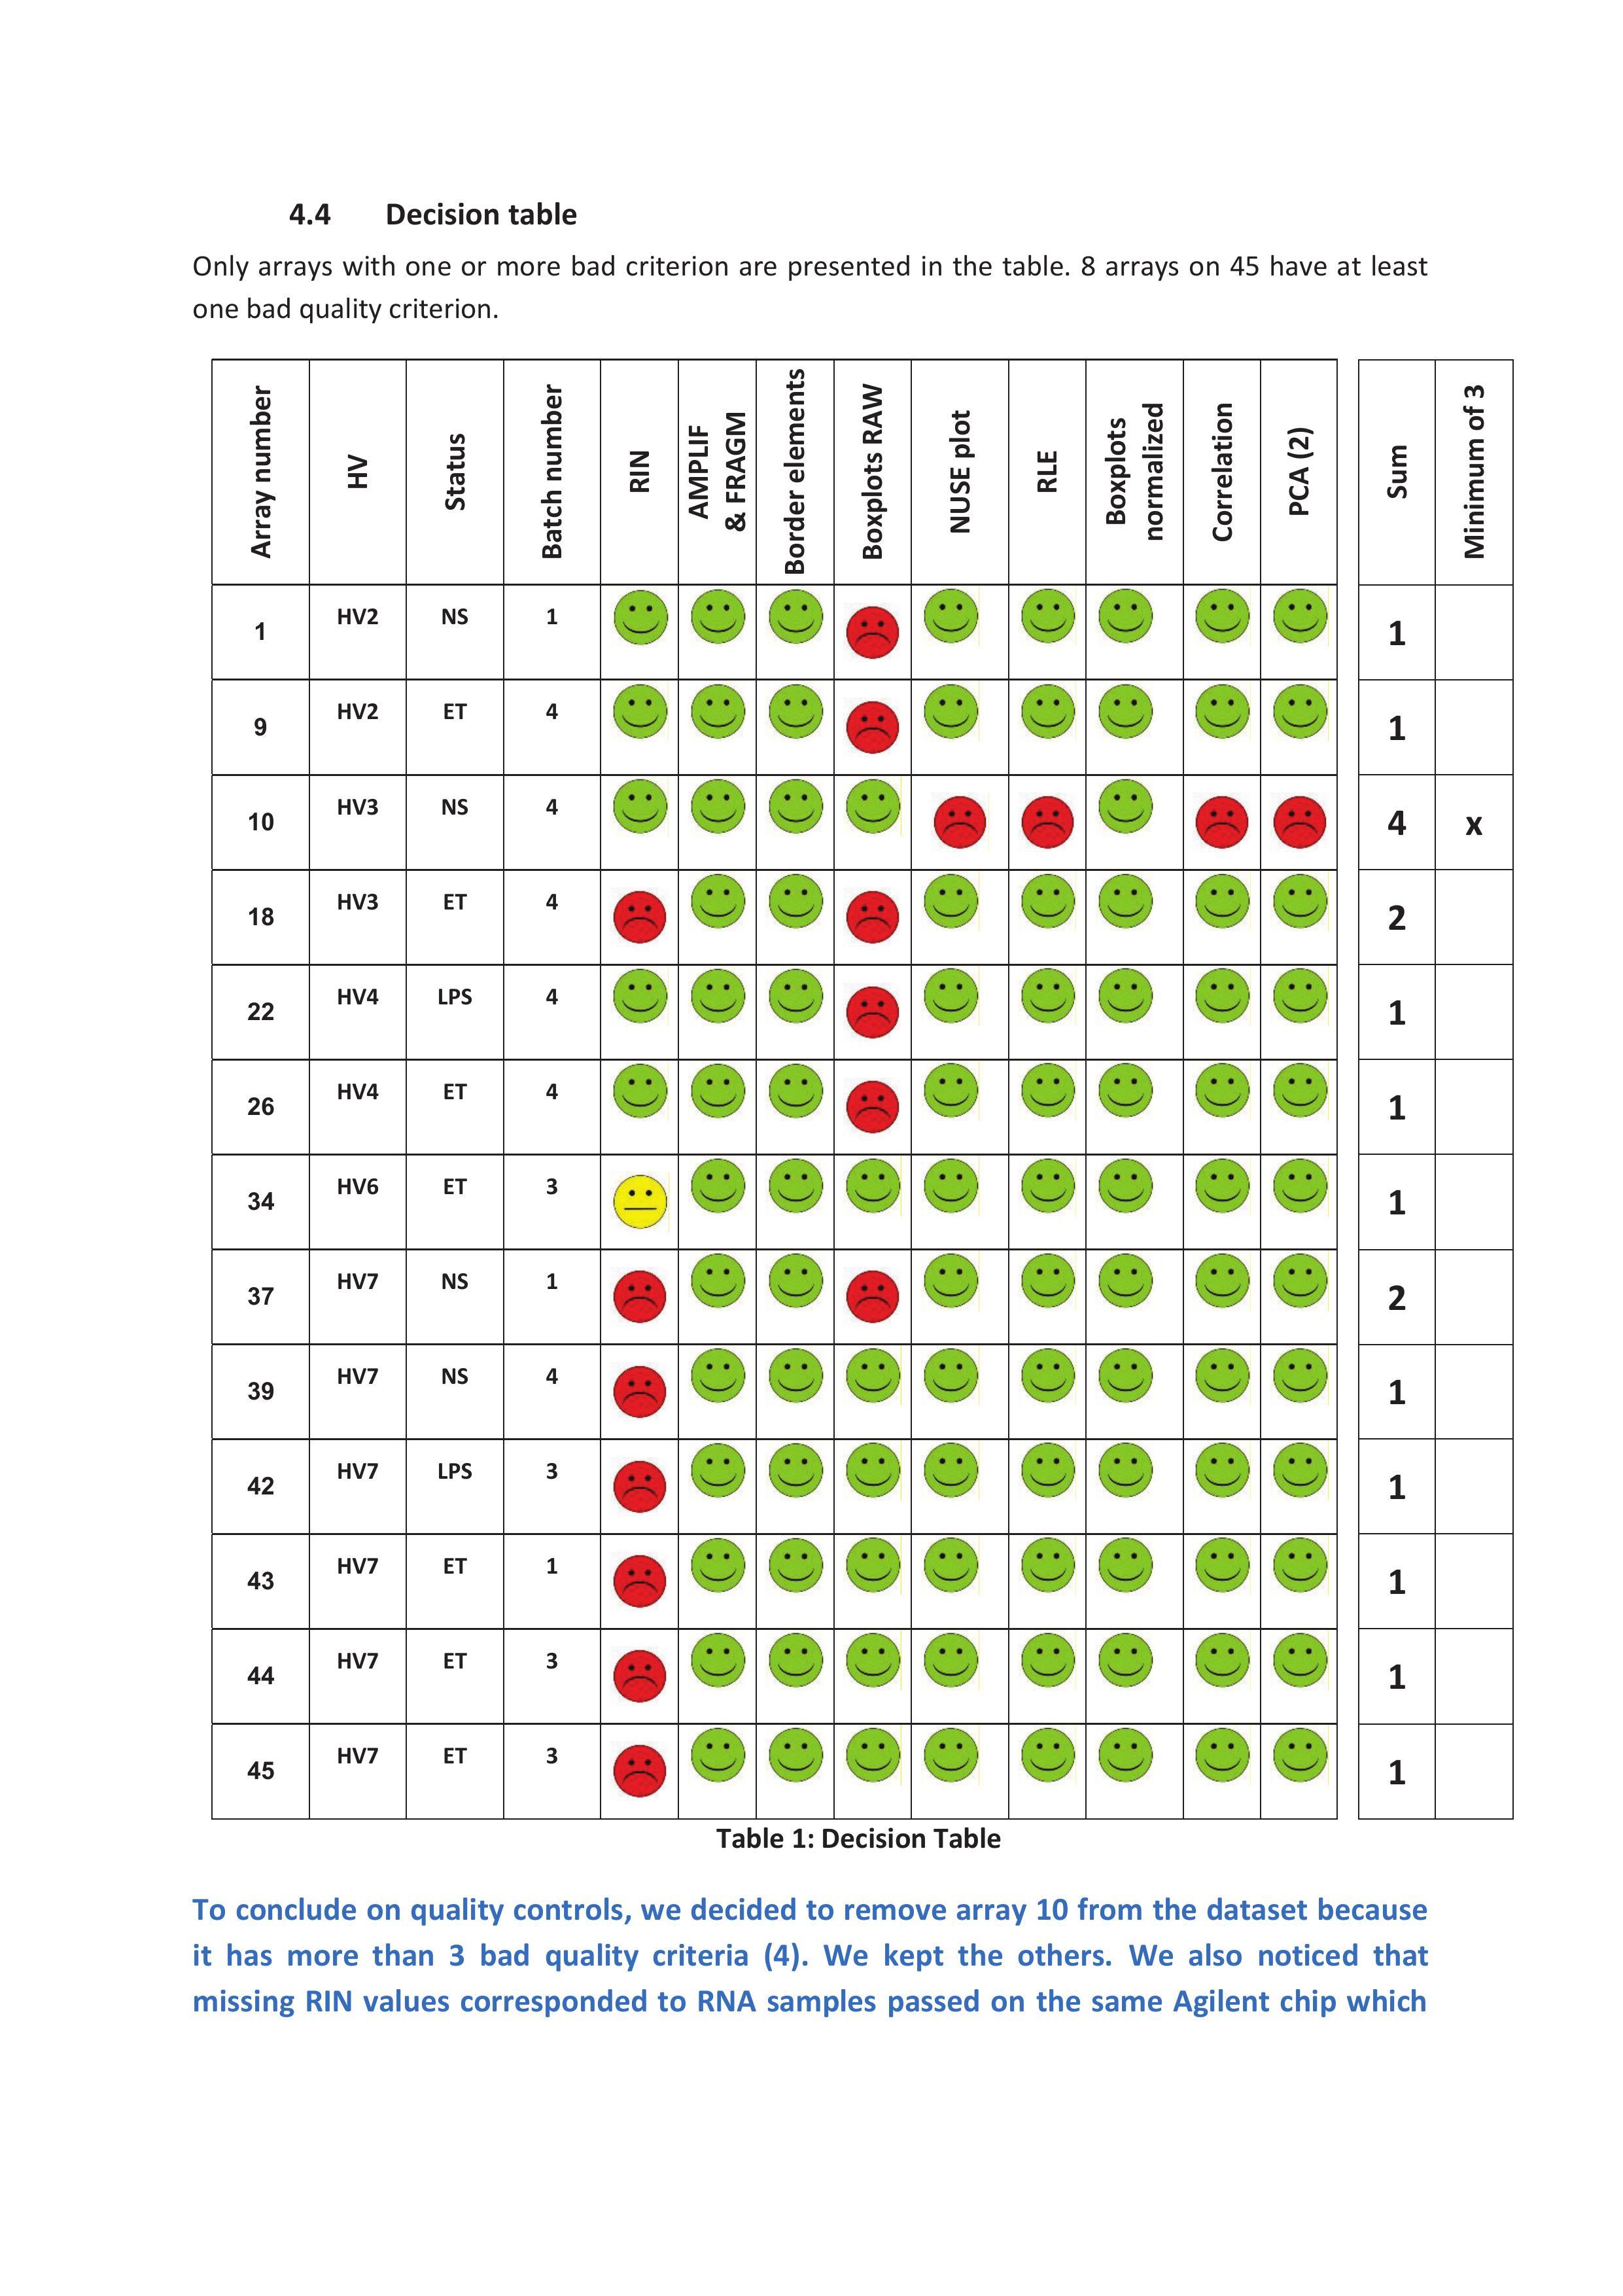 4.4 Decision table
Only arrays with one or more bad criterion are presented in the table. 8 arrays on 45 have at least
one bad quality criterion.
Array number HV Status Batch number RIN AMPLIF & FRAGM Border elements Boxplots RAW NUSE plot RLE Boxplots normalized Correlation PCA (2) Sum Minimum of 3
1 HV2 NS 1 1
9 HV2 ET 4 1
10 HV3 NS 4 4 x
18 HV3 ET 4 2
22 HV4 LPS 4 1
26 HV4 ET 4 1
34 HV6 ET 3 1
37 HV7 NS 1 2
39 HV7 NS 4 1
42 HV7 LPS 3 1
43 HV7 ET 1 1
44 HV7 ET 3 1
45 HV7 ET 3 1
Table 1: Decision Table
To conclude on quality controls, we decided to remove array 10 from the dataset because
it has more than 3 bad quality criteria (4). We kept the others. We also noticed that
missing RIN values corresponded to RNA samples passed on the same Agilent chip which